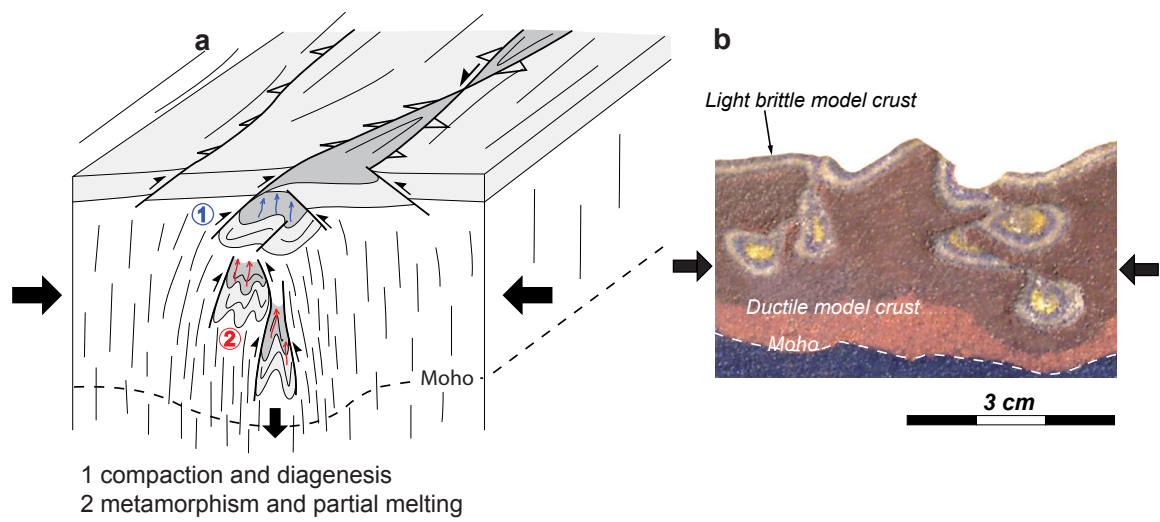 a
b
Light brittle model crust
1
2
Moho
Ductile model crust
Moho
3 cm
1 compaction and diagenesis
2 metamorphism and partial melting